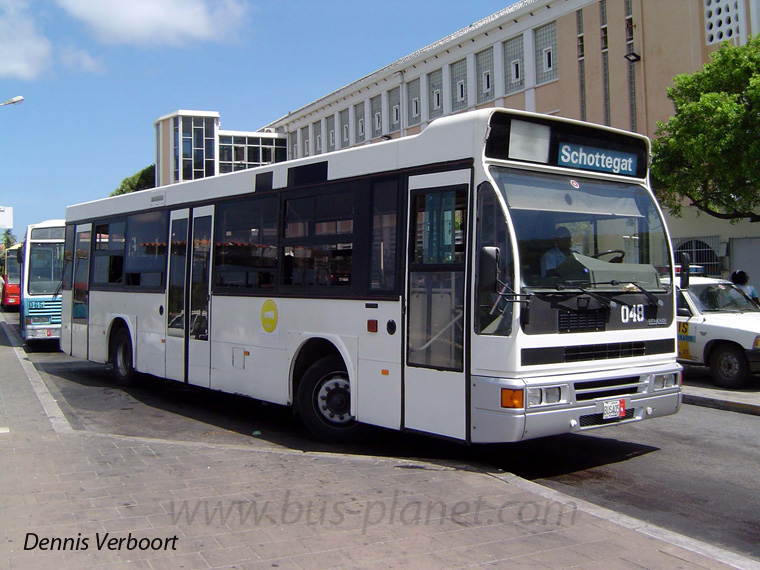 Schottegat
048
www.bus-planet.com
Dennis Verboort